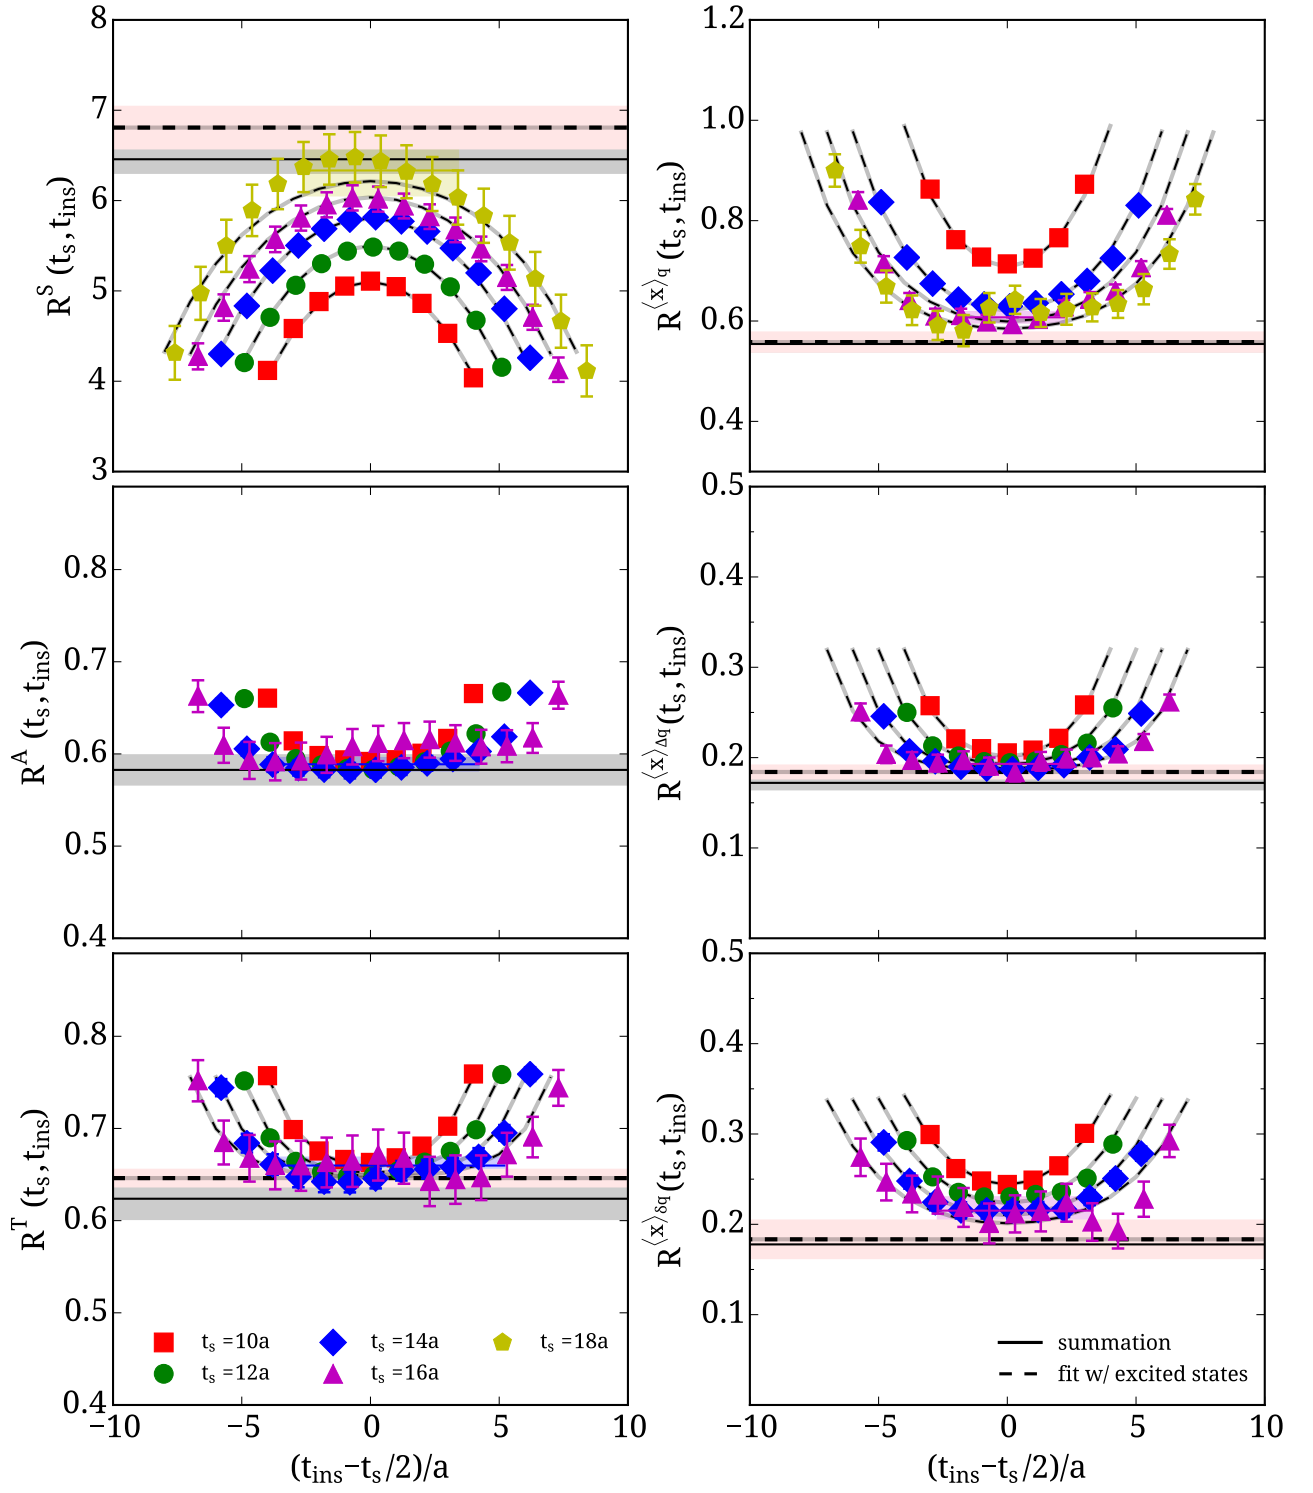 8
7
6
5
4
3
R^S (t_s, t_ins)
1.2
1.0
0.8
0.6
0.4
R^⟨x⟩_q (t_s, t_ins)
0.8
0.7
0.6
0.5
0.4
R^A (t_s, t_ins)
0.5
0.4
0.3
0.2
0.1
R^⟨x⟩_Δq (t_s, t_ins)
0.8
0.7
0.6
0.5
0.4
R^T (t_s, t_ins)
t_s =10a
t_s =14a
t_s =18a
t_s =12a
t_s =16a
−10 −5 0 5 10
(t_ins−t_s/2)/a
0.5
0.4
0.3
0.2
0.1
R^⟨x⟩_δq (t_s, t_ins)
summation
fit w/ excited states
−10 −5 0 5 10
(t_ins−t_s/2)/a